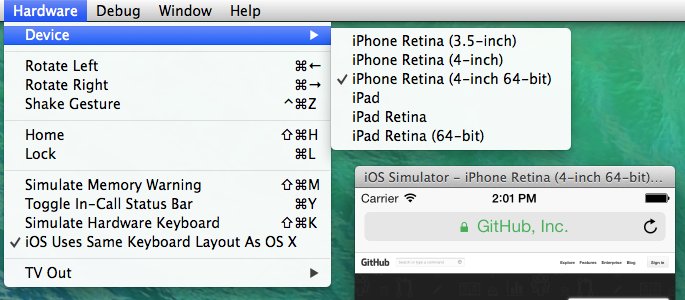 Hardware Debug Window Help
Device
Rotate Left ⌘←
Rotate Right ⌘→
Shake Gesture ^⌘Z
Home ⇧⌘H
Lock ⌘L
Simulate Memory Warning ⇧⌘M
Toggle In-Call Status Bar ⌘Y
Simulate Hardware Keyboard ⇧⌘K
✓ iOS Uses Same Keyboard Layout As OS X
TV Out
iPhone Retina (3.5-inch)
iPhone Retina (4-inch)
✓ iPhone Retina (4-inch 64-bit)
iPad
iPad Retina
iPad Retina (64-bit)
iOS Simulator – iPhone Retina (4-inch 64-bit)...
Carrier 2:01 PM
GitHub, Inc.
GitHub Search or type a command Explore Features Enterprise Blog Sign in